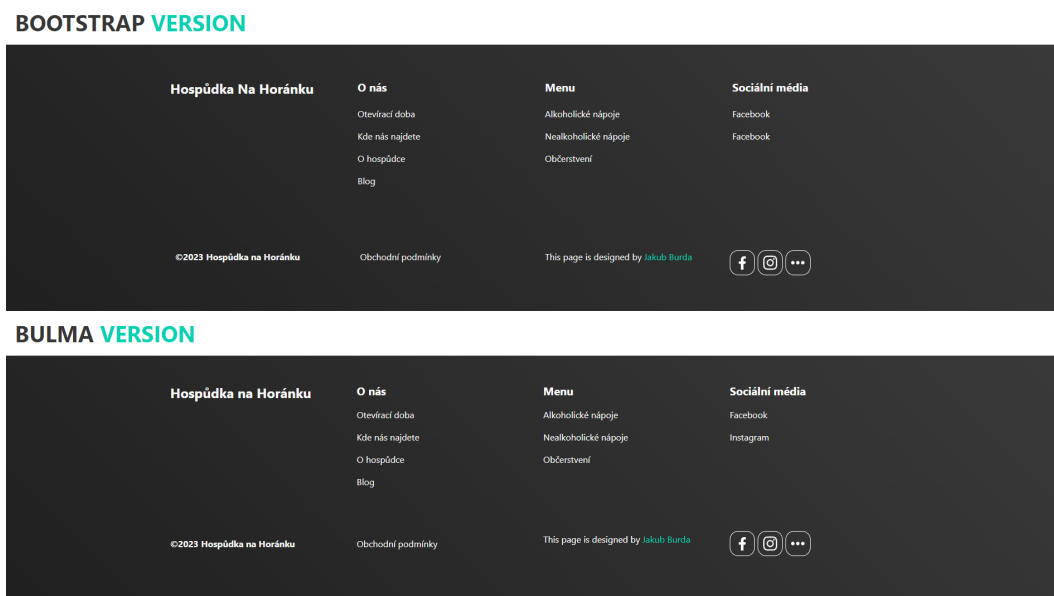 BOOTSTRAP VERSION
Hospůdka Na Horánku
O nás
Otevírací doba
Kde nás najdete
O hospůdce
Blog
Menu
Alkoholické nápoje
Nealkoholické nápoje
Občerstvení
Sociální média
Facebook
Facebook
©2023 Hospůdka na Horánku
Obchodní podmínky
This page is designed by Jakub Burda
BULMA VERSION
Hospůdka na Horánku
O nás
Otevírací doba
Kde nás najdete
O hospůdce
Blog
Menu
Alkoholické nápoje
Nealkoholické nápoje
Občerstvení
Sociální média
Facebook
Instagram
©2023 Hospůdka na Horánku
Obchodní podmínky
This page is designed by Jakub Burda